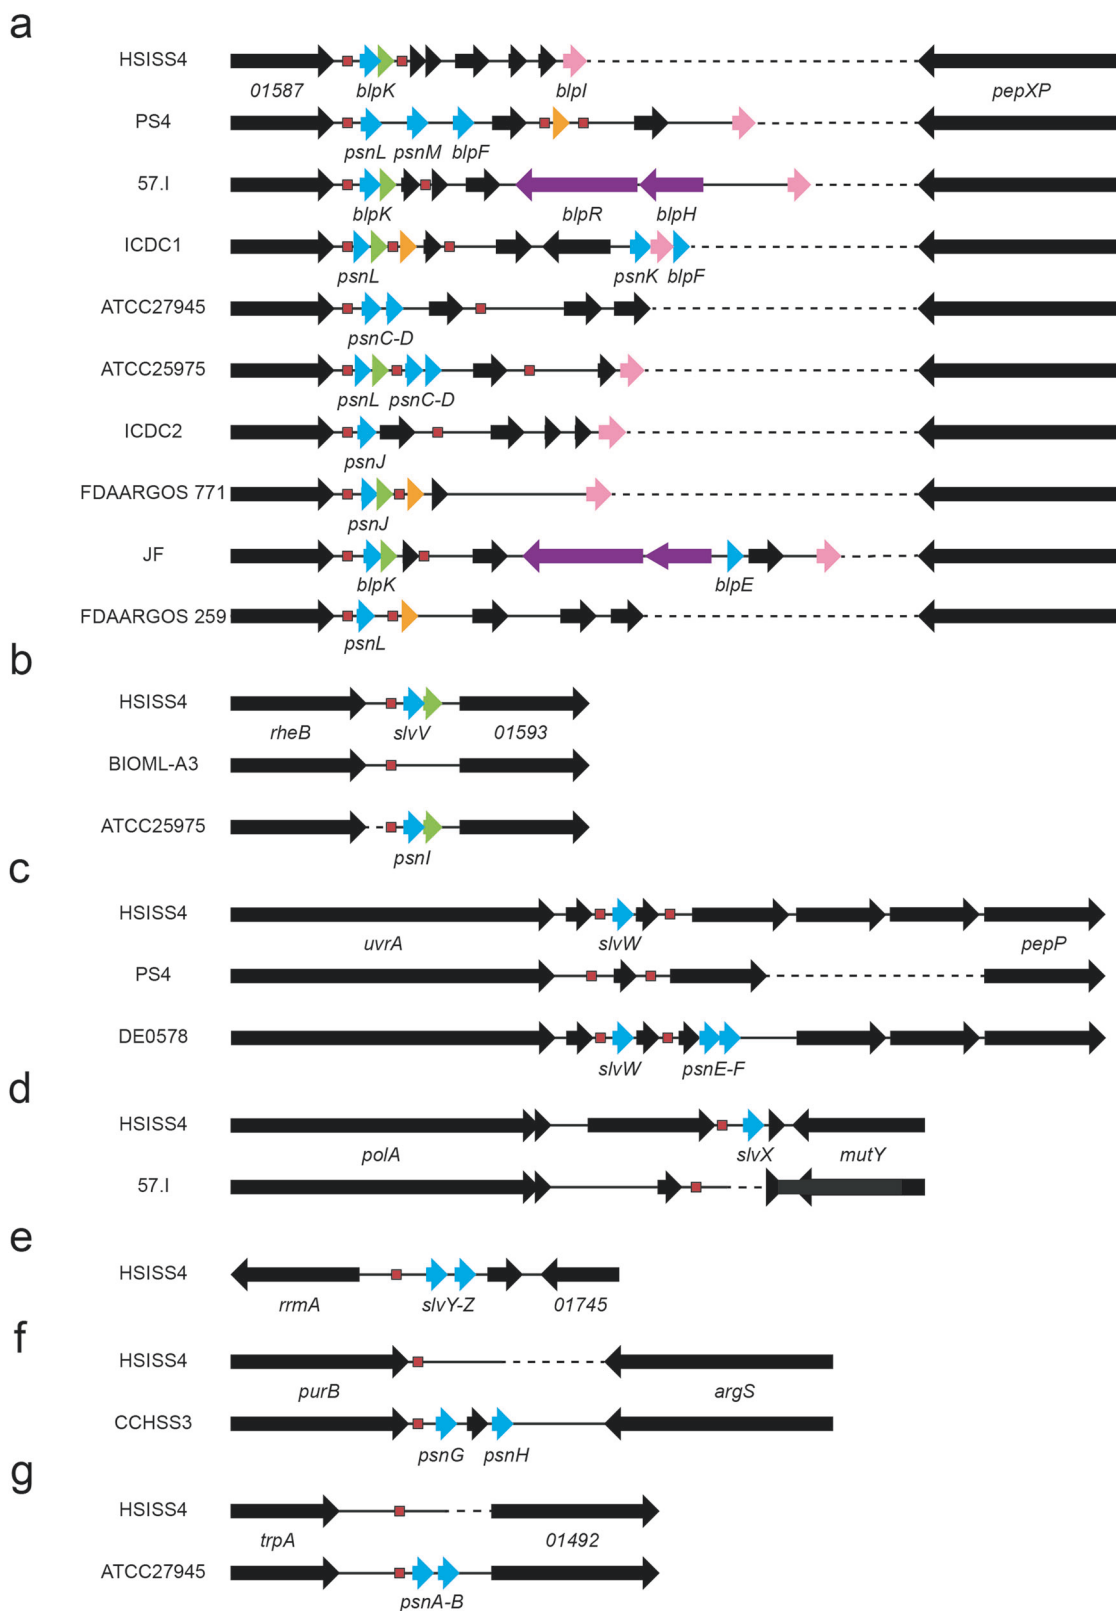 a
HSISS4
01587 blpK blpI pepXP
PS4
psnL psnM blpF
57.I
blpK blpR blpH
ICDC1
psnL psnK blpF
ATCC27945
psnC-D
ATCC25975
psnL psnC-D
ICDC2
psnJ
FDAARGOS 771
psnJ
JF
blpK blpE
FDAARGOS 259
psnL
b
HSISS4
rheB slvV 01593
BIOML-A3
ATCC25975
psnI
c
HSISS4
uvrA slvW pepP
PS4
DE0578
slvW psnE-F
d
HSISS4
polA slvX mutY
57.I
e
HSISS4
rrmA slvY-Z 01745
f
HSISS4
purB argS
CCHSS3
psnG psnH
g
HSISS4
trpA 01492
ATCC27945
psnA-B